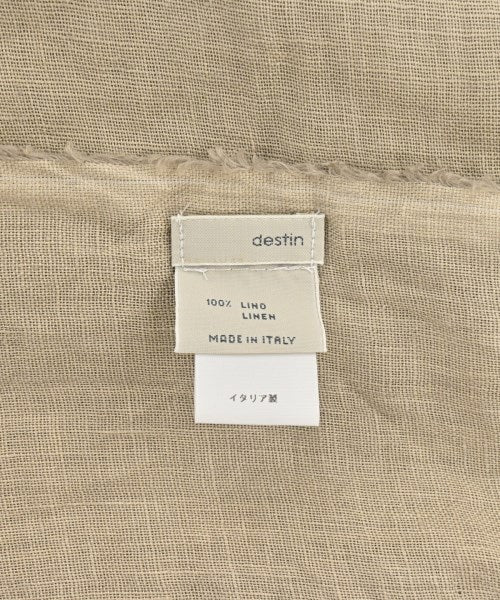 destin
100% LINO
LINEN
MADE IN ITALY
イタリア製